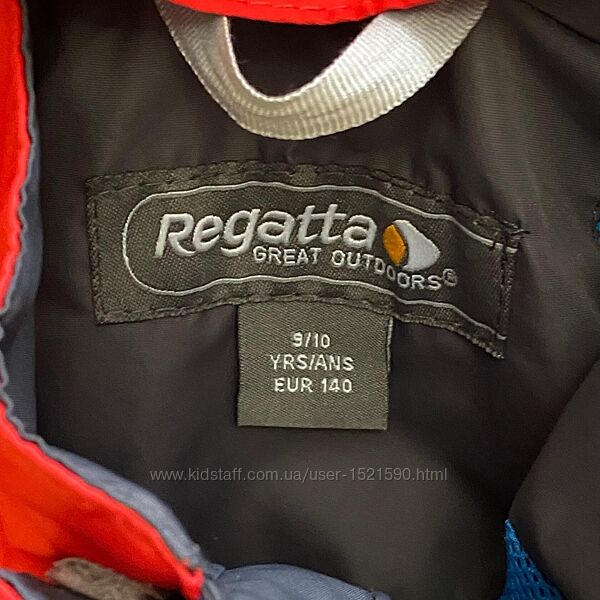 Regatta
GREAT OUTDOORS®
9/10
YRS/ANS
EUR 140
www.kidstaff.com.ua/user-1521590.html